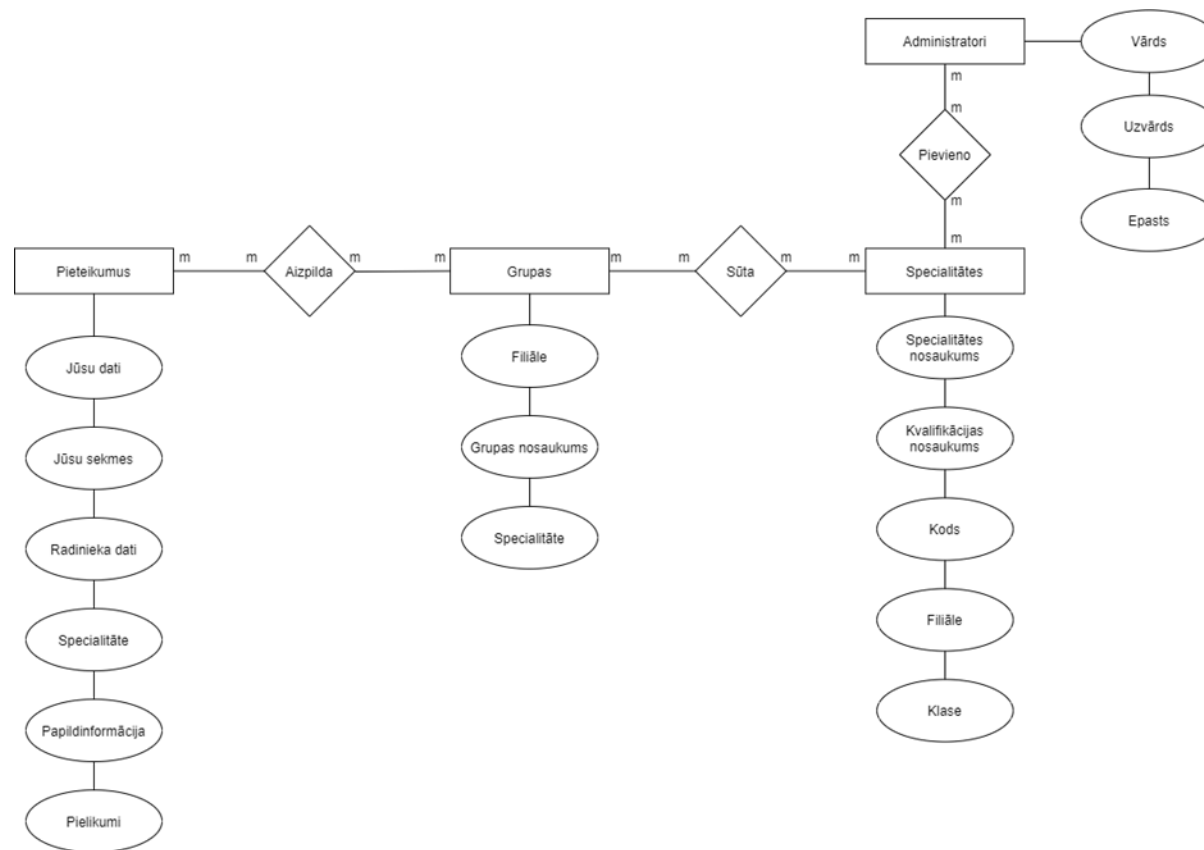 Administratori
Vārds
m
m
Uzvārds
Pievieno
m
Epasts
m
Pieteikumus
m
m
Aizpilda
m
m
Grupas
m
m
Sūta
m
m
Specialitātes
Jūsu dati
Filiāle
Specialitātes
nosaukums
Jūsu sekmes
Grupas nosaukums
Kvalifikācijas
nosaukums
Radinieka dati
Specialitāte
Kods
Specialitāte
Filiāle
Papildinformācija
Klase
Pielikumi